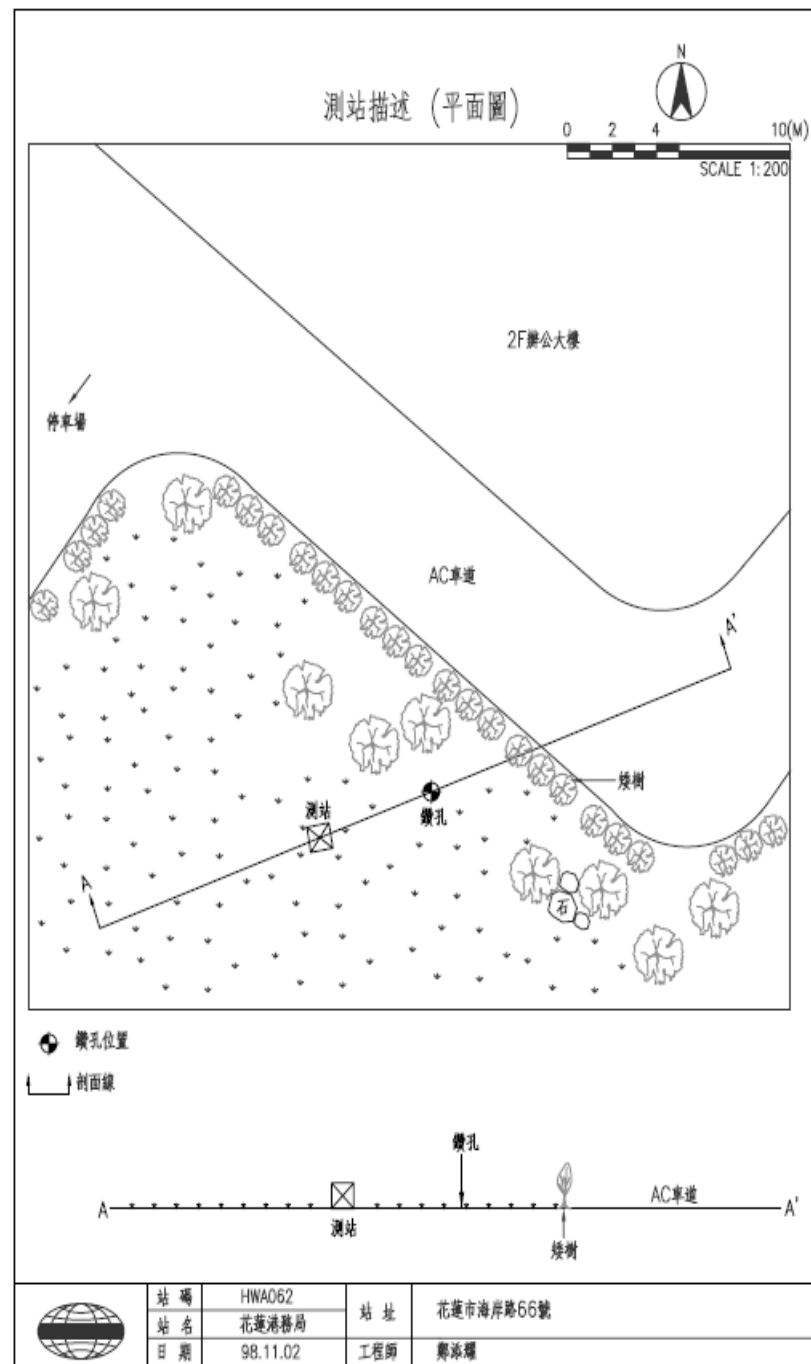 N
測站描述 (平面圖)
0 2 4 10(M)
SCALE 1:200
2F辦公大樓
停車場
AC車道
A'
矮樹
測站
鑽孔
A
石
鑽孔位置
剖面線
鑽孔
A
AC車道
A'
測站
矮樹
站碼 HWA062 站址 花蓮市海岸路66號
站名 花蓮港務局
日期 98.11.02 工程師 鄭添耀